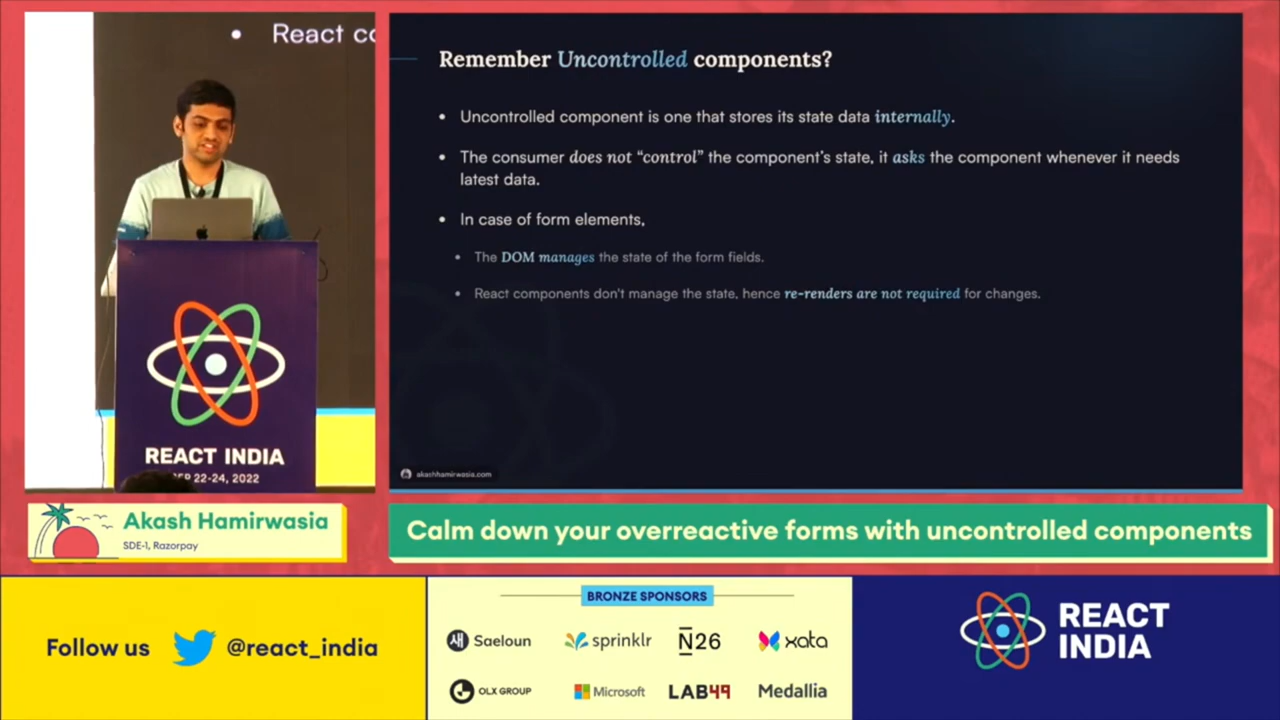 • React co
REACT INDIA
SEP 22-24, 2022
Remember Uncontrolled components?
• Uncontrolled component is one that stores its state data internally.
• The consumer does not “control” the component's state, it asks the component whenever it needs
latest data.
• In case of form elements,
• The DOM manages the state of the form fields.
• React components don't manage the state, hence re-renders are not required for changes.
akashhamirwasia.com
Akash Hamirwasia
SDE-1, Razorpay
Calm down your overreactive forms with uncontrolled components
Follow us
@react_india
BRONZE SPONSORS
새 Saeloun
sprinklr
N26
xata
OLX GROUP
Microsoft
LAB49
Medallia
REACT
INDIA